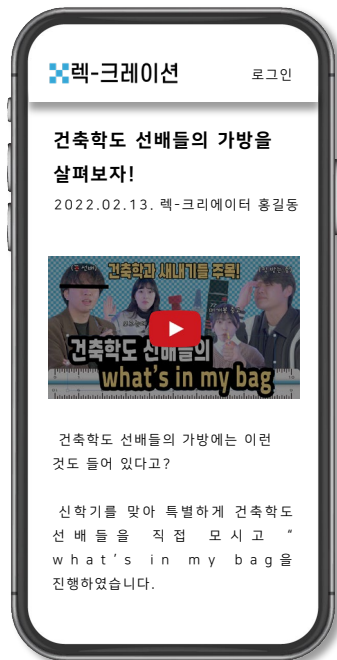 렉-크레이션
로그인
건축학도 선배들의 가방을
살펴보자!
2022.02.13. 렉-크리에이터 홍길동
건축학과 새내기들 주목!
건축학도 선배들의
what's in my bag
건축학도 선배들의 가방에는 이런
것도 들어 있다고?
신학기를 맞아 특별하게 건축학도
선배들을 직접 모시고 “
what‘s in my bag을
진행하였습니다.